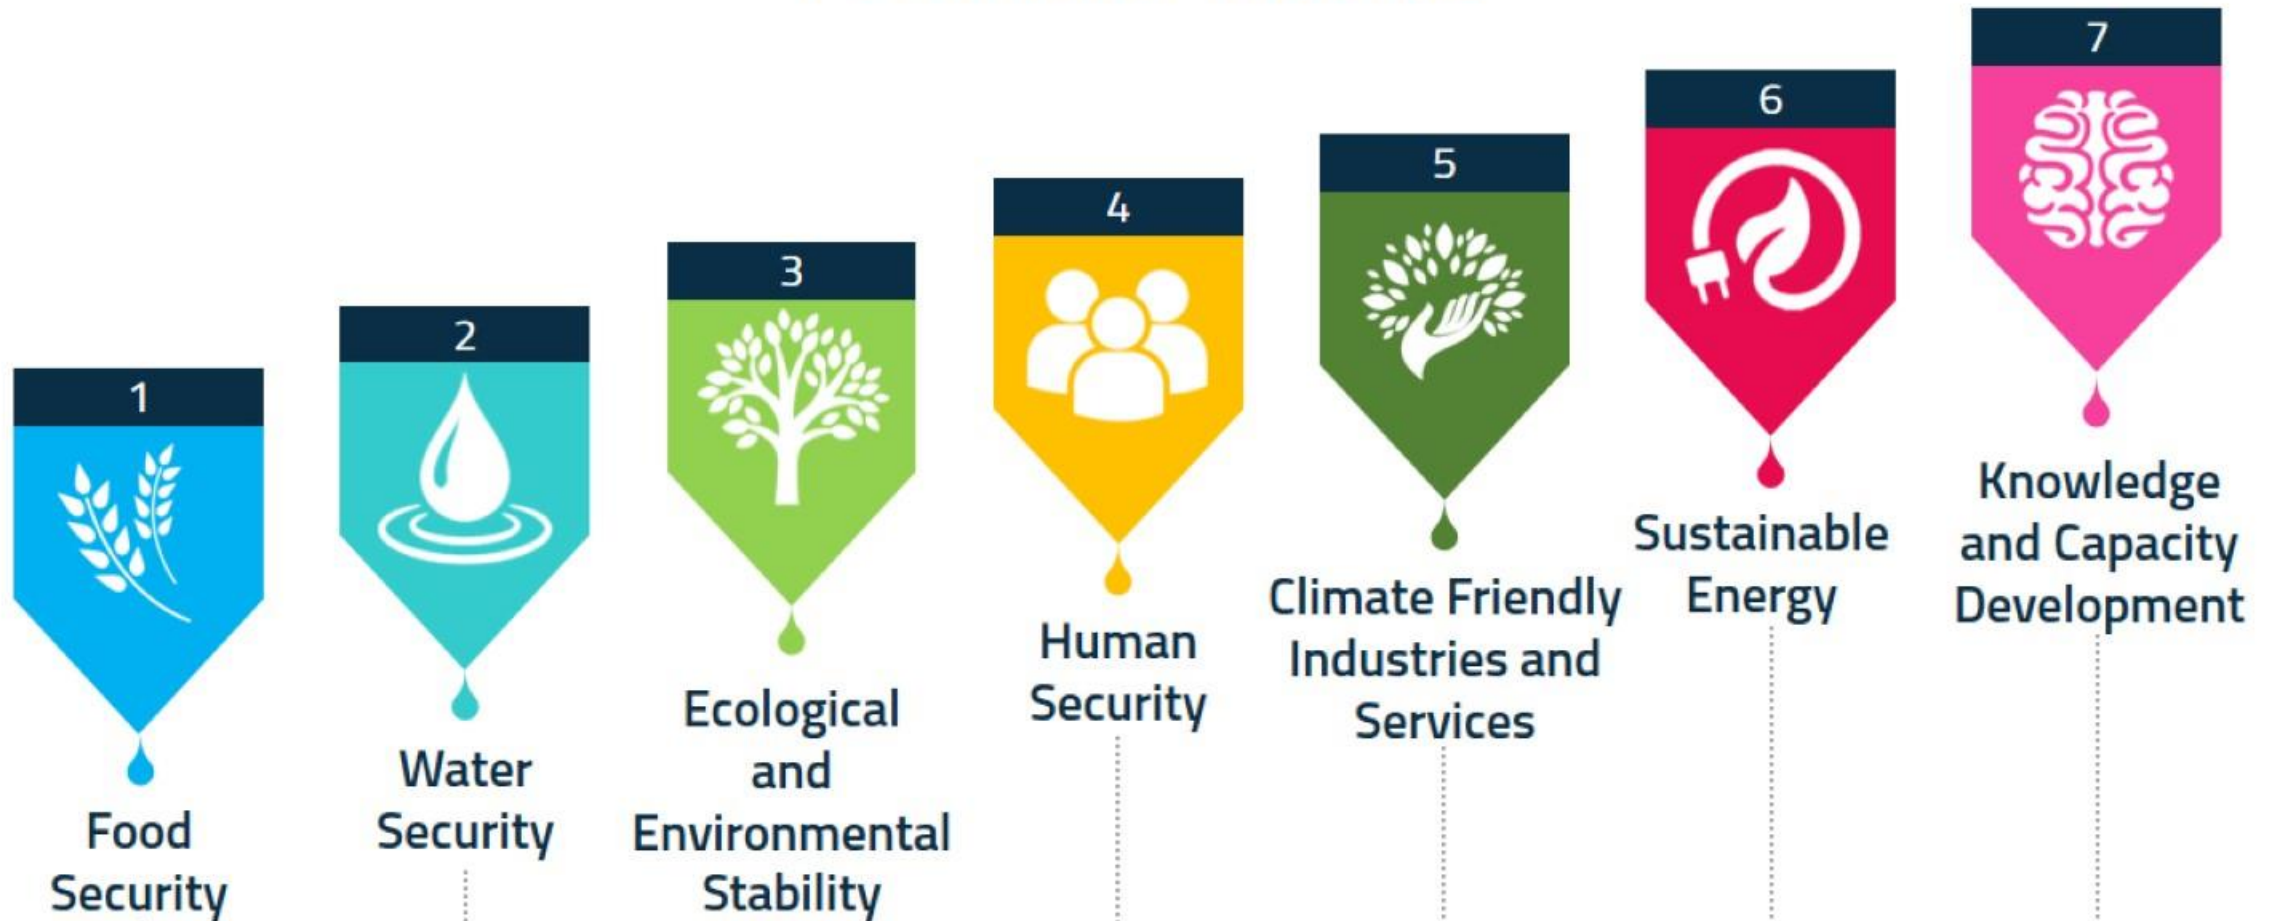 1
Food
Security
2
Water
Security
3
Ecological
and
Environmental
Stability
4
Human
Security
5
Climate Friendly
Industries and
Services
6
Sustainable
Energy
7
Knowledge
and Capacity
Development